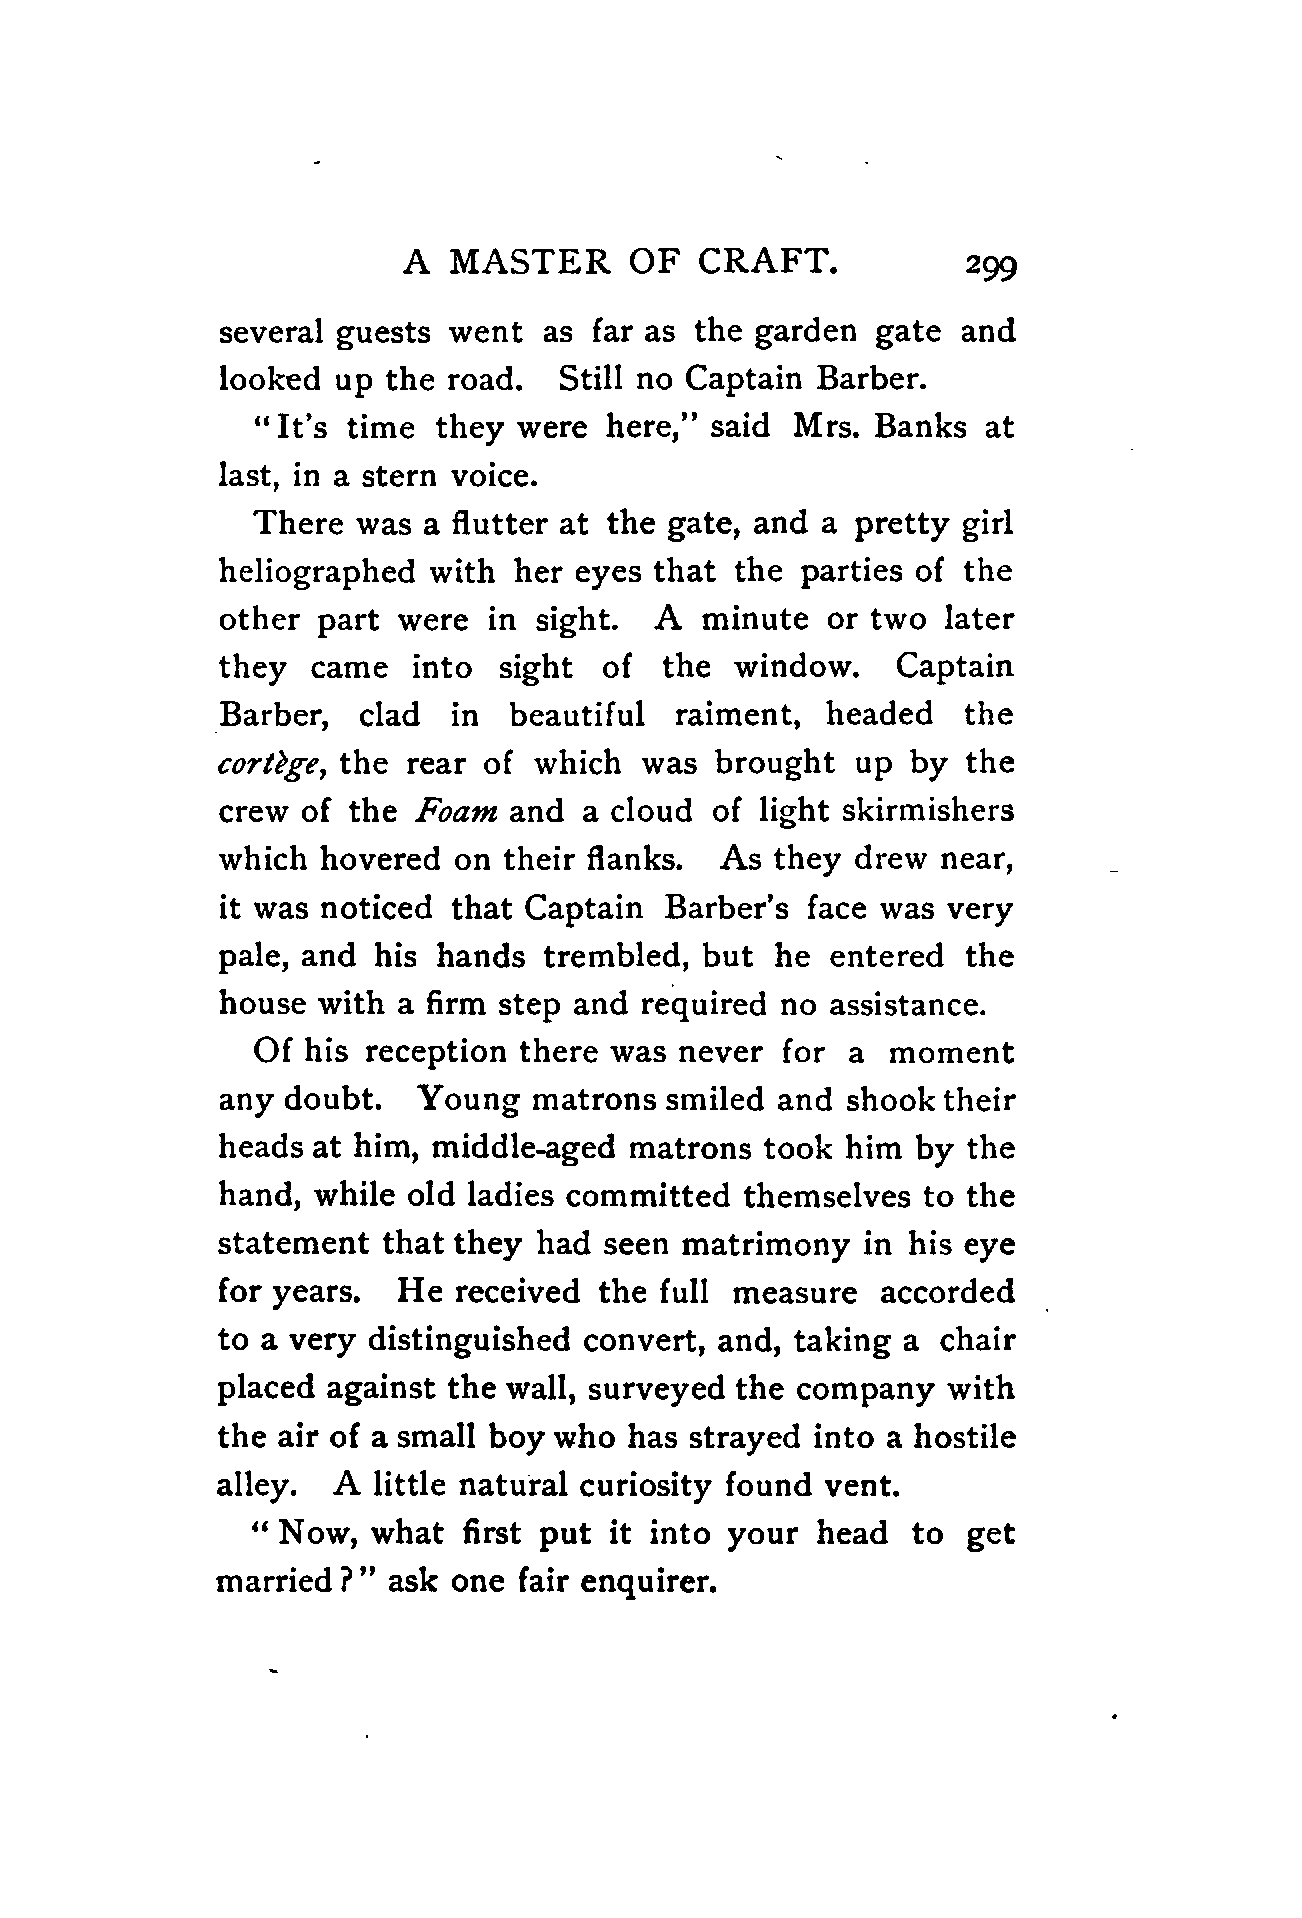 A MASTER OF CRAFT. 299
several guests went as far as the garden gate and
looked up the road. Still no Captain Barber.
"It's time they were here," said Mrs. Banks at
last, in a stern voice.
There was a flutter at the gate, and a pretty girl
heliographed with her eyes that the parties of the
other part were in sight. A minute or two later
they came into sight of the window. Captain
Barber, clad in beautiful raiment, headed the
cortège, the rear of which was brought up by the
crew of the Foam and a cloud of light skirmishers
which hovered on their flanks. As they drew near,
it was noticed that Captain Barber's face was very
pale, and his hands trembled, but he entered the
house with a firm step and required no assistance.
Of his reception there was never for a moment
any doubt. Young matrons smiled and shook their
heads at him, middle-aged matrons took him by the
hand, while old ladies committed themselves to the
statement that they had seen matrimony in his eye
for years. He received the full measure accorded
to a very distinguished convert, and, taking a chair
placed against the wall, surveyed the company with
the air of a small boy who has strayed into a hostile
alley. A little natural curiosity found vent.
"Now, what first put it into your head to get
married?" ask one fair enquirer.